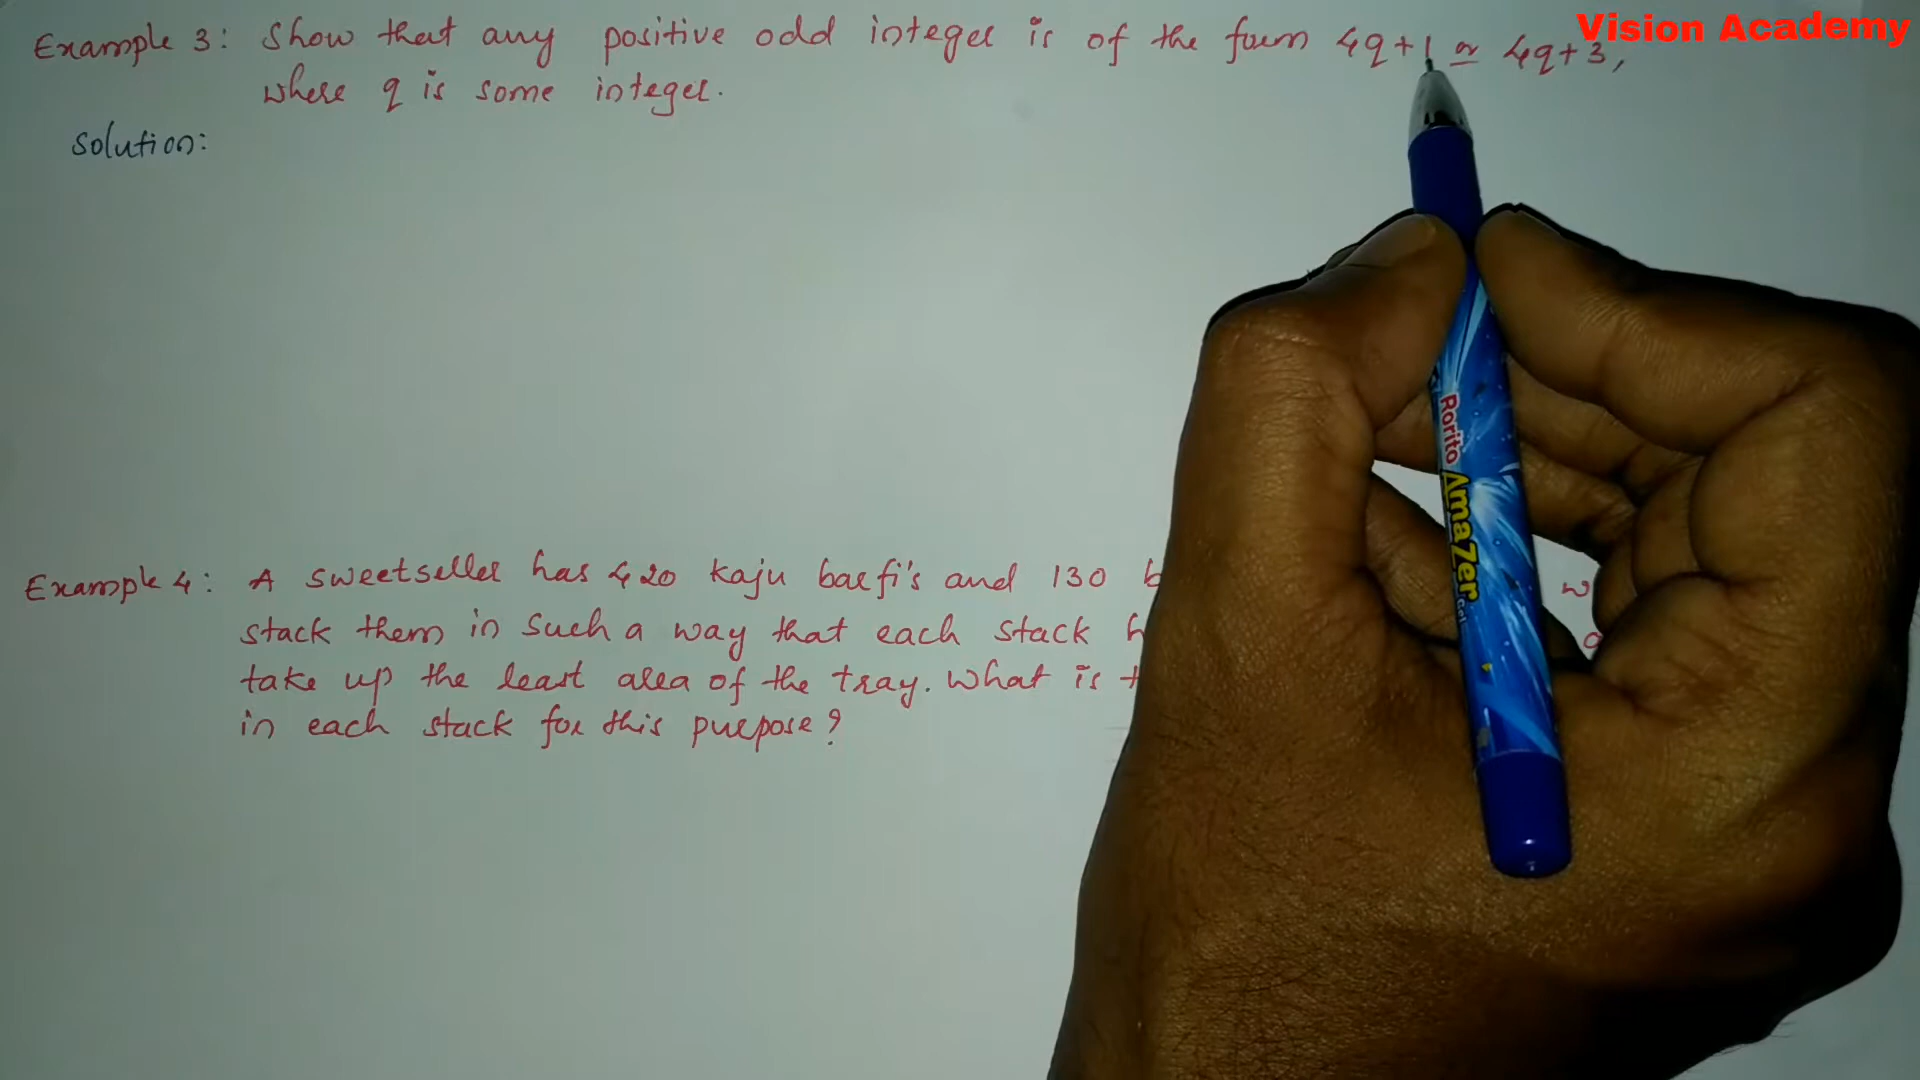 Vision Academy
Example 3: Show that any positive odd integer is of the form 4q+1 or 4q+3,
where q is some integer.
Solution:
Example 4: A sweetseller has 420 kaju barfi's and 130 b
stack them in such a way that each stack h
take up the least area of the tray. What is t
in each stack for this purpose?
Rorito AmaZer Gel